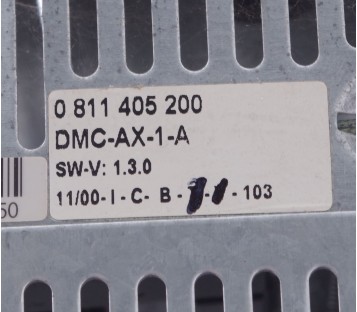 0 811 405 200
DMC-AX-1-A
SW-V: 1.3.0
11/00-I-C- B - - - 103
50